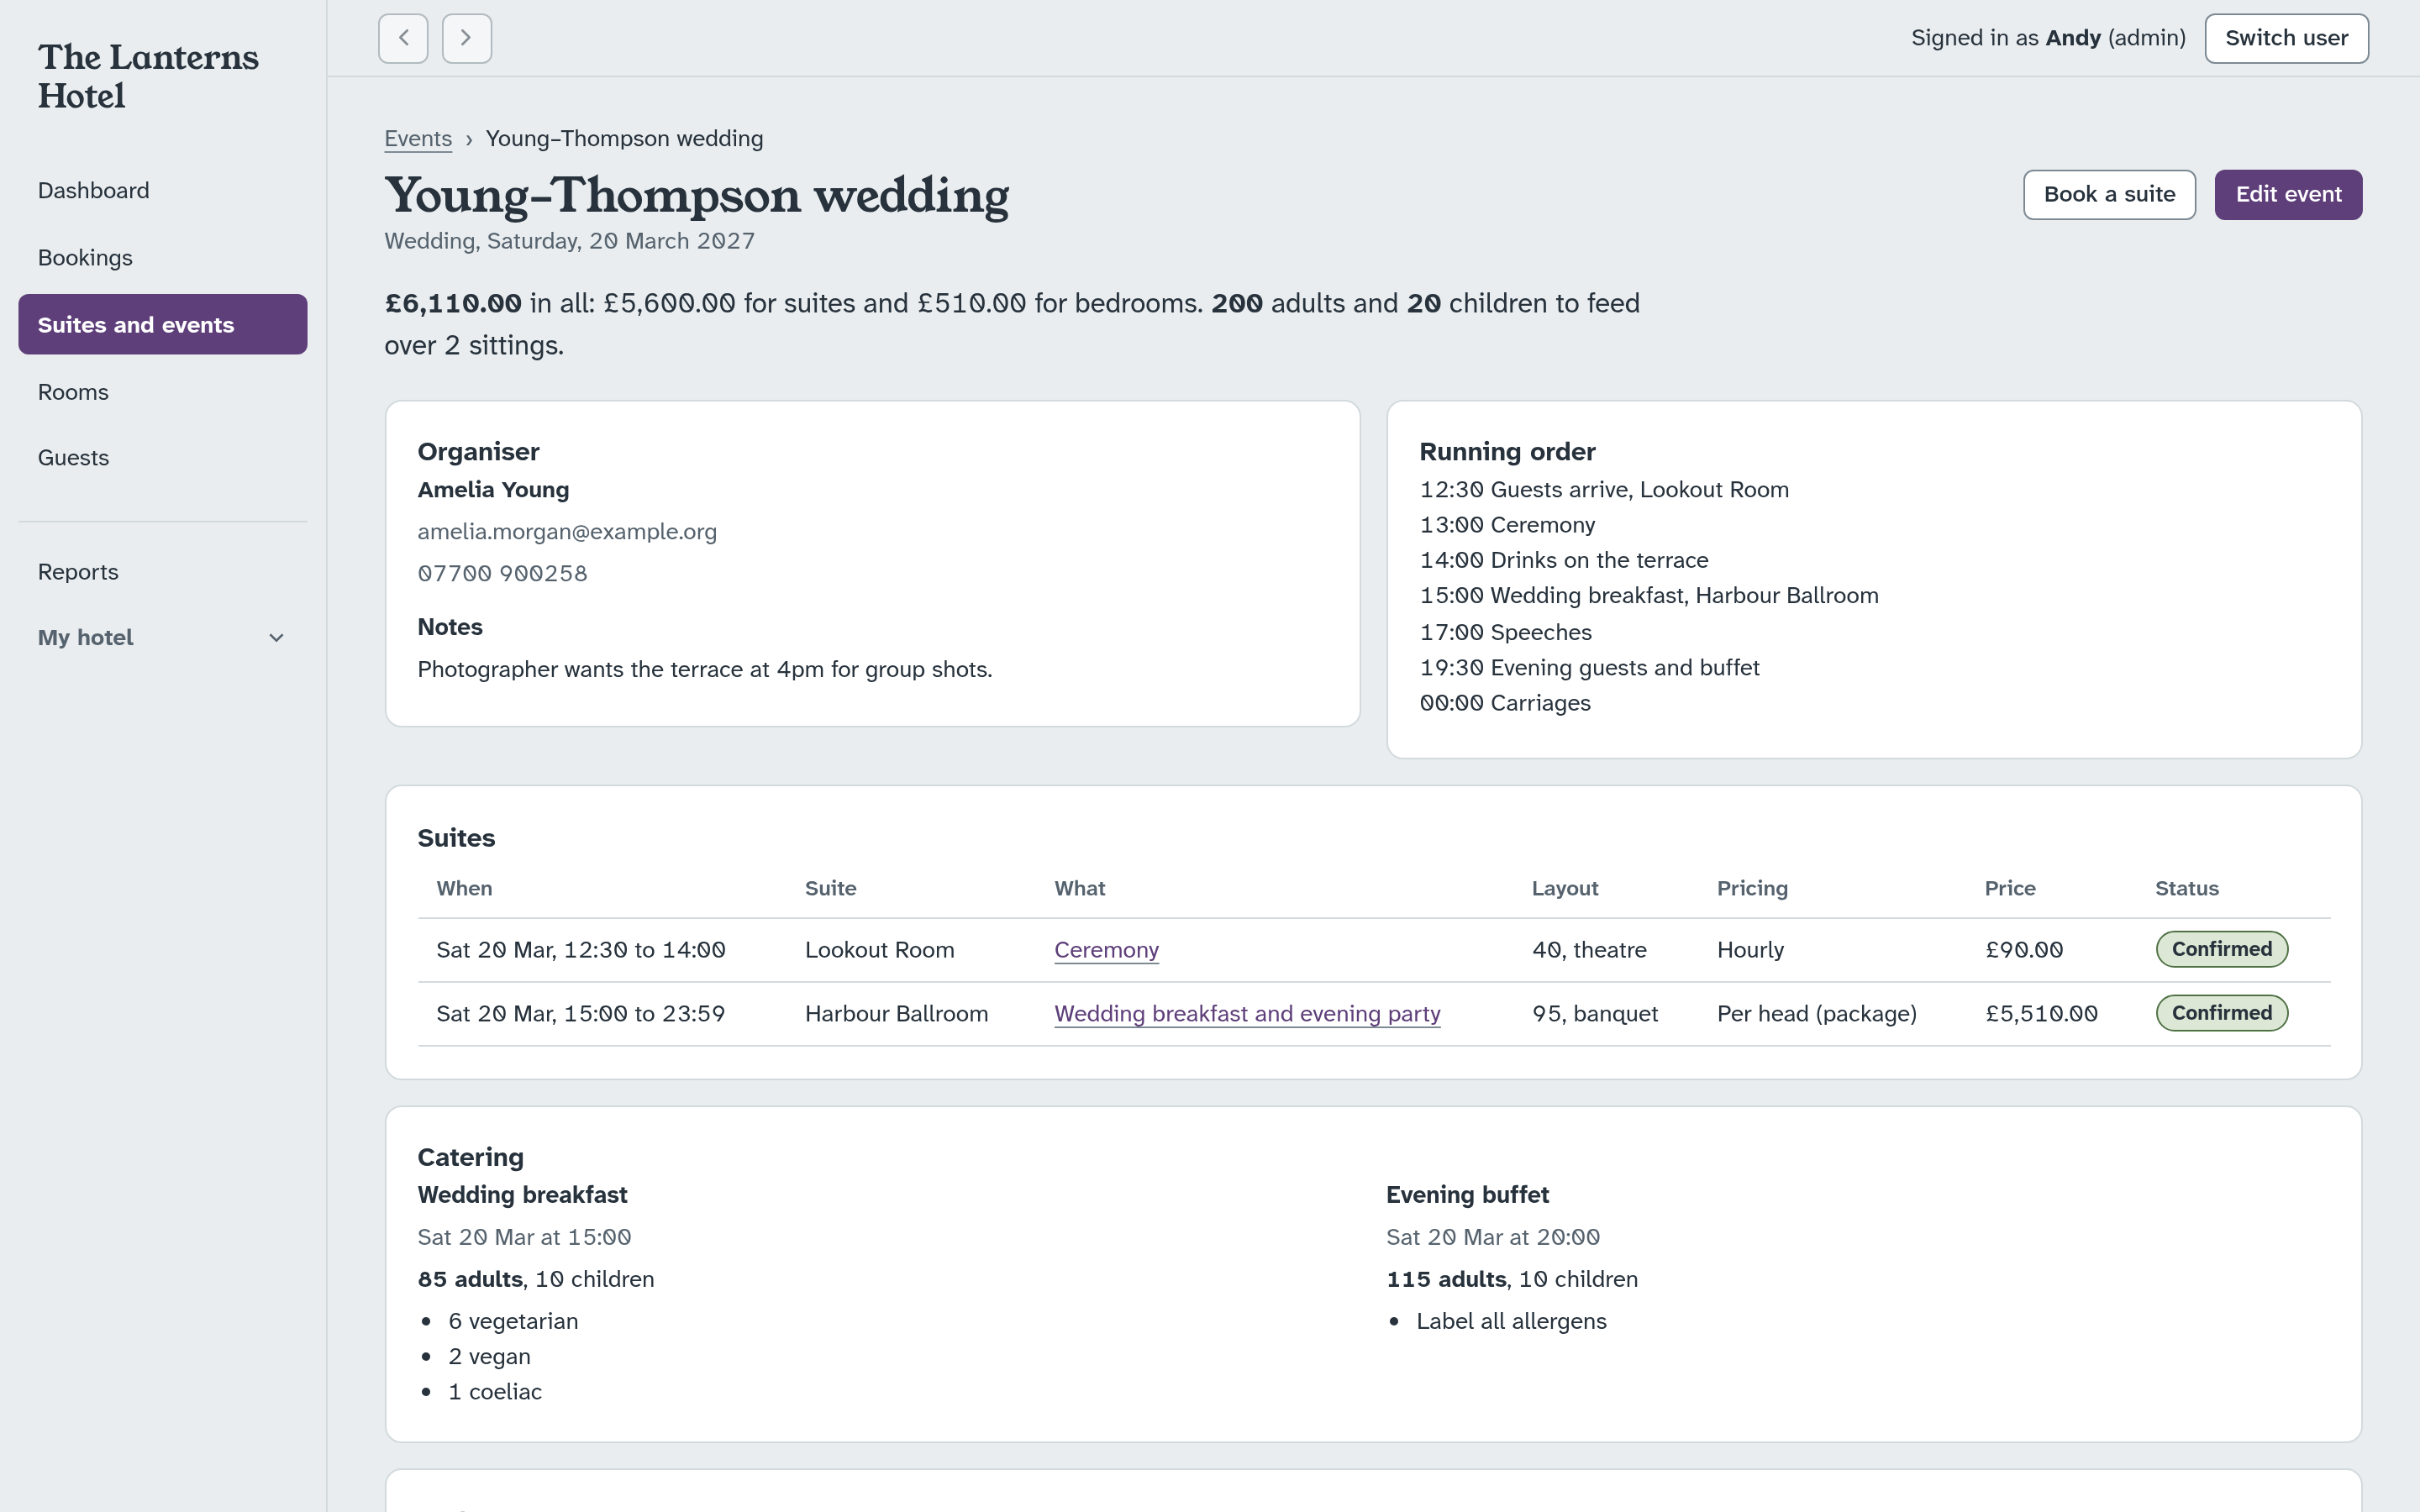 The Lanterns
Hotel
Dashboard
Bookings
Suites and events
Rooms
Guests
Reports
My hotel
Signed in as Andy (admin)
Switch user
Events › Young–Thompson wedding
Young–Thompson wedding
Book a suite
Edit event
Wedding, Saturday, 20 March 2027
£6,110.00 in all: £5,600.00 for suites and £510.00 for bedrooms. 200 adults and 20 children to feed
over 2 sittings.
Organiser
Amelia Young
amelia.morgan@example.org
07700 900258
Notes
Photographer wants the terrace at 4pm for group shots.
Running order
12:30 Guests arrive, Lookout Room
13:00 Ceremony
14:00 Drinks on the terrace
15:00 Wedding breakfast, Harbour Ballroom
17:00 Speeches
19:30 Evening guests and buffet
00:00 Carriages
Suites
When Suite What Layout Pricing Price Status
Sat 20 Mar, 12:30 to 14:00 Lookout Room Ceremony 40, theatre Hourly £90.00 Confirmed
Sat 20 Mar, 15:00 to 23:59 Harbour Ballroom Wedding breakfast and evening party 95, banquet Per head (package) £5,510.00 Confirmed
Catering
Wedding breakfast
Sat 20 Mar at 15:00
85 adults, 10 children
6 vegetarian
2 vegan
1 coeliac
Evening buffet
Sat 20 Mar at 20:00
115 adults, 10 children
Label all allergens